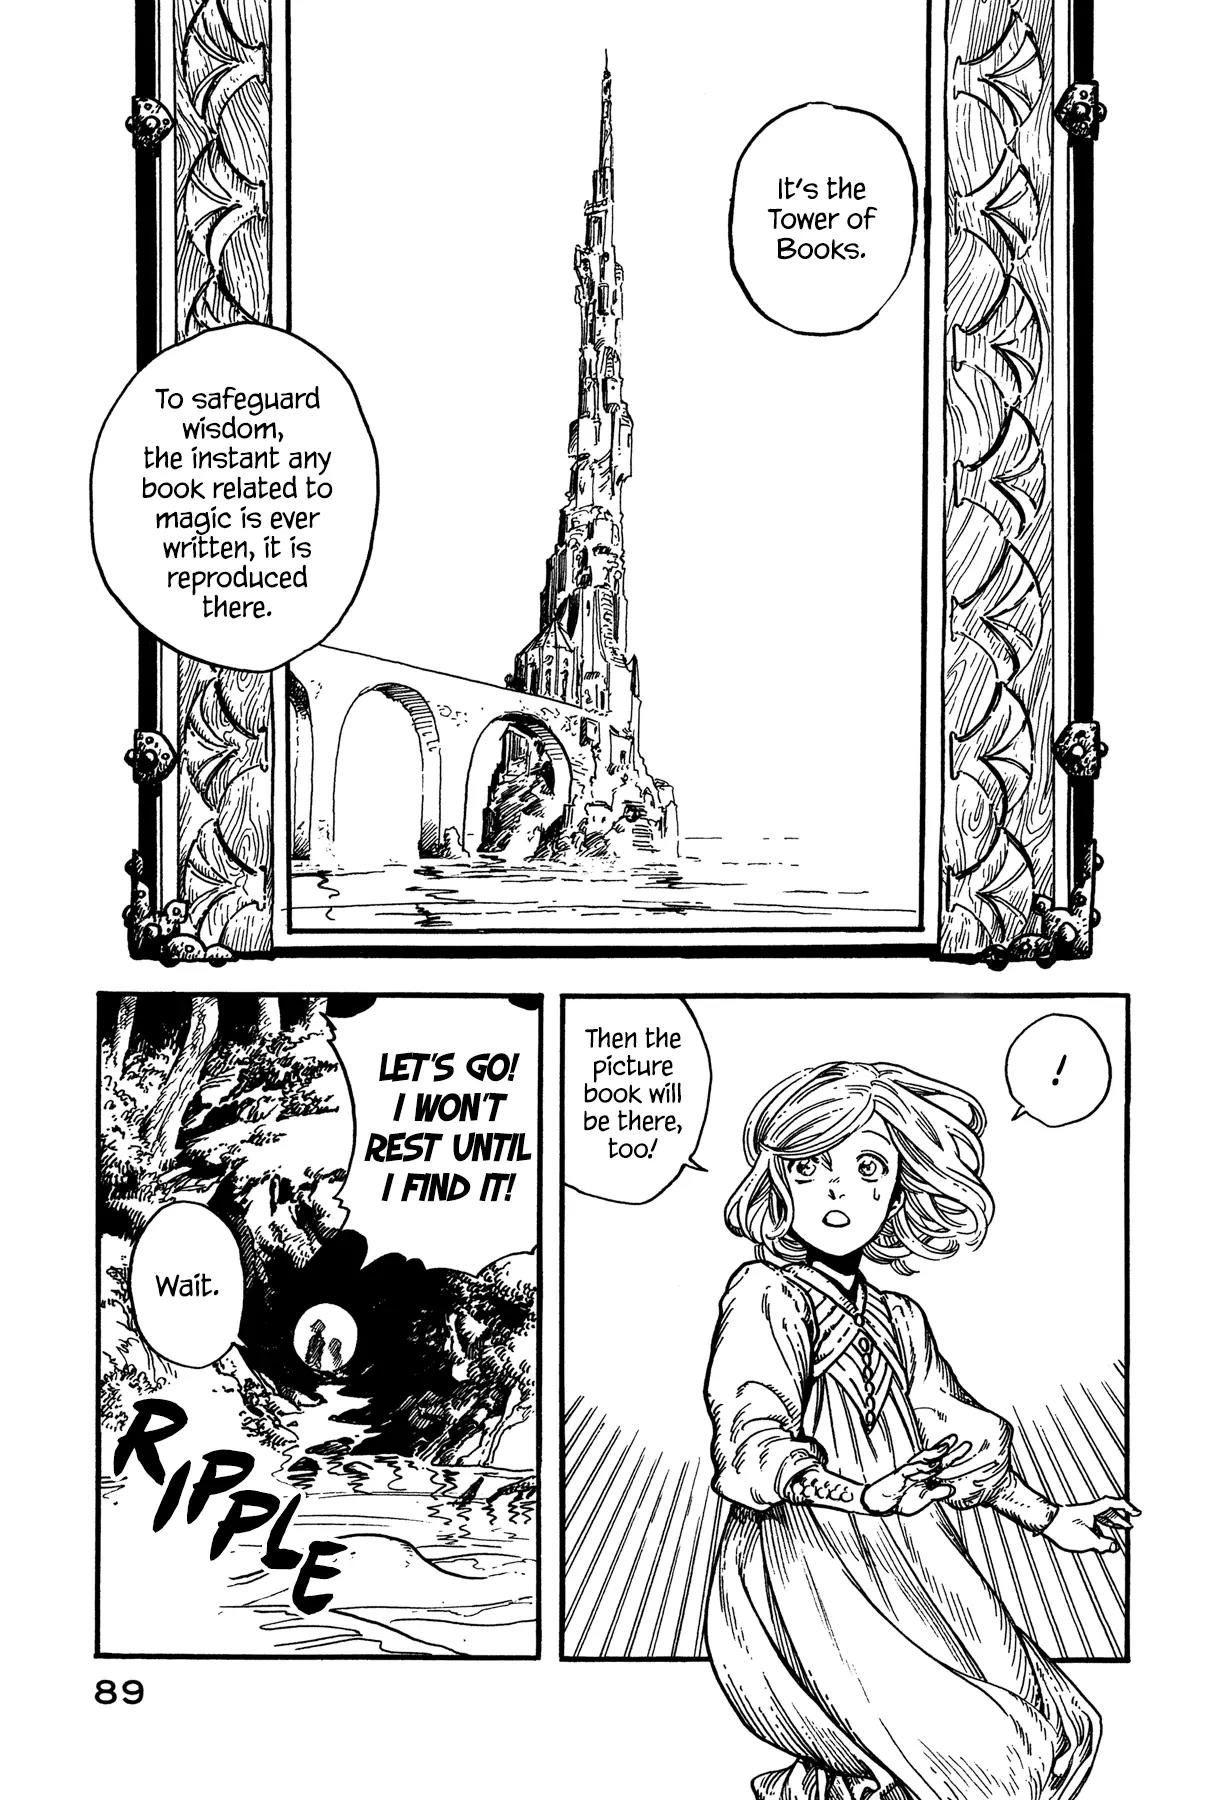 It's the
Tower of
Books.
To safeguard
wisdom,
the instant any
book related to
magic is ever
written, it is
reproduced
there.
!
Then the
picture
book will
be there,
too!
LET'S GO!
I WON'T
REST UNTIL
I FIND IT!
Wait.
RIPPLE
89